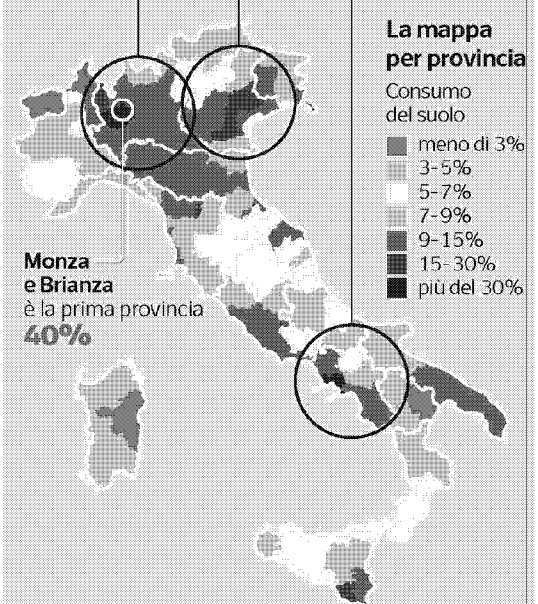 La mappa
per provincia
Consumo
del suolo
meno di 3%
3-5%
5-7%
7-9%
9-15%
15-30%
più del 30%
Monza
e Brianza
è la prima provincia
40%